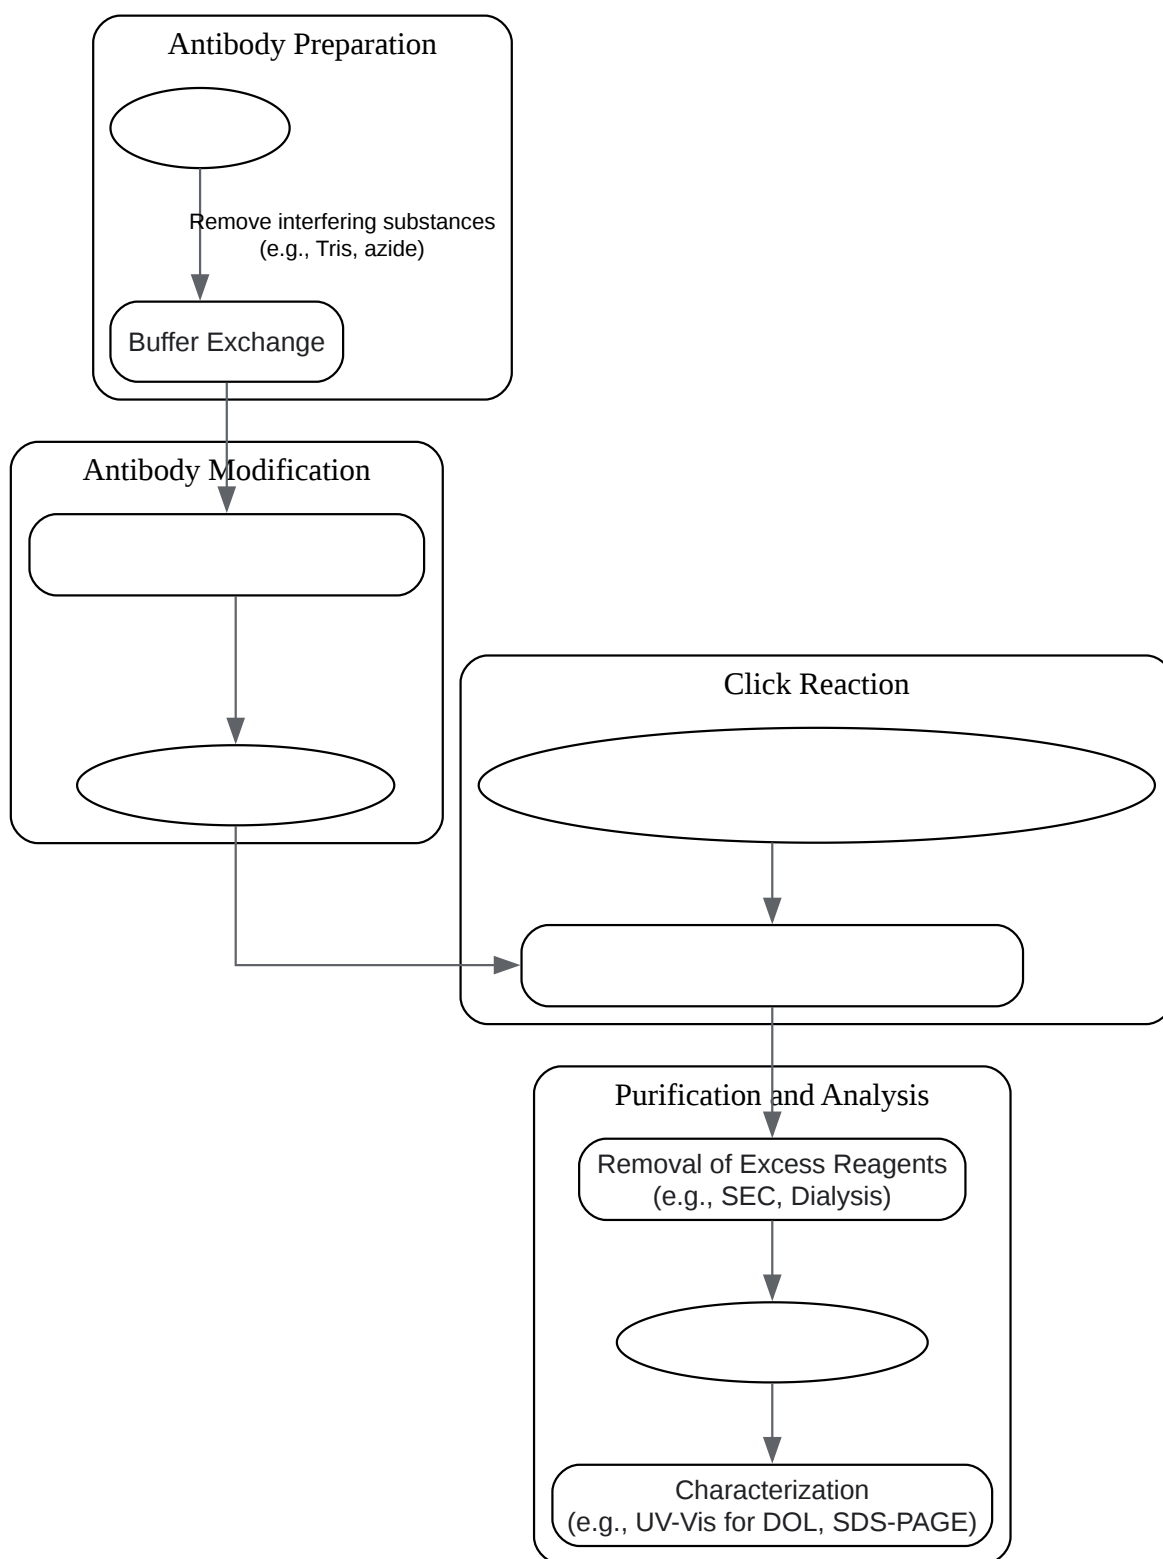 Antibody Preparation
Remove interfering substances
(e.g., Tris, azide)
Buffer Exchange
Antibody Modification
Click Reaction
Purification and Analysis
Removal of Excess Reagents
(e.g., SEC, Dialysis)
Characterization
(e.g., UV-Vis for DOL, SDS-PAGE)